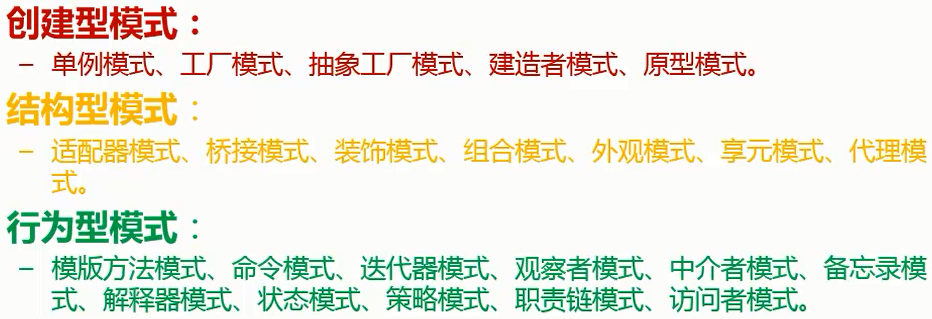 创建型模式：
– 单例模式、工厂模式、抽象工厂模式、建造者模式、原型模式。
结构型模式：
– 适配器模式、桥接模式、装饰模式、组合模式、外观模式、享元模式、代理模
式。
行为型模式：
– 模版方法模式、命令模式、迭代器模式、观察者模式、中介者模式、备忘录模
式、解释器模式、状态模式、策略模式、职责链模式、访问者模式。